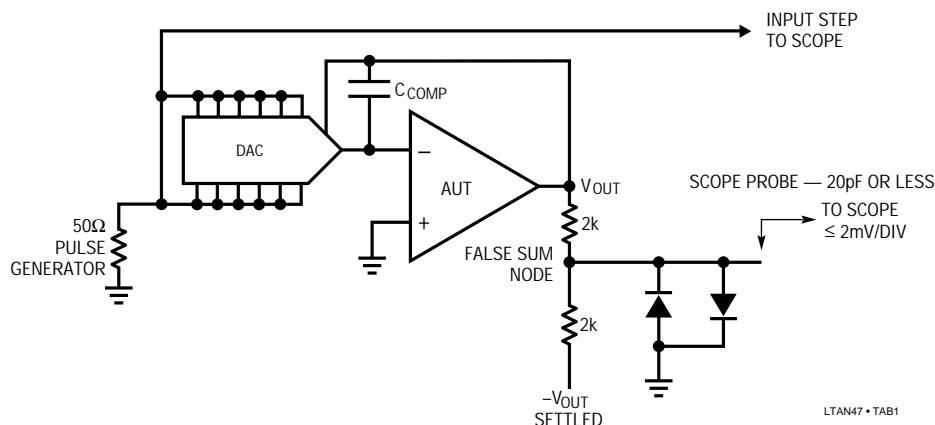 INPUT STEP
TO SCOPE
CCOMP
DAC
−
AUT
+
VOUT
SCOPE PROBE — 20pF OR LESS
TO SCOPE
≤ 2mV/DIV
50Ω
PULSE
GENERATOR
2k
FALSE SUM
NODE
2k
–VOUT
SETTLED
LTAN47 • TAB1